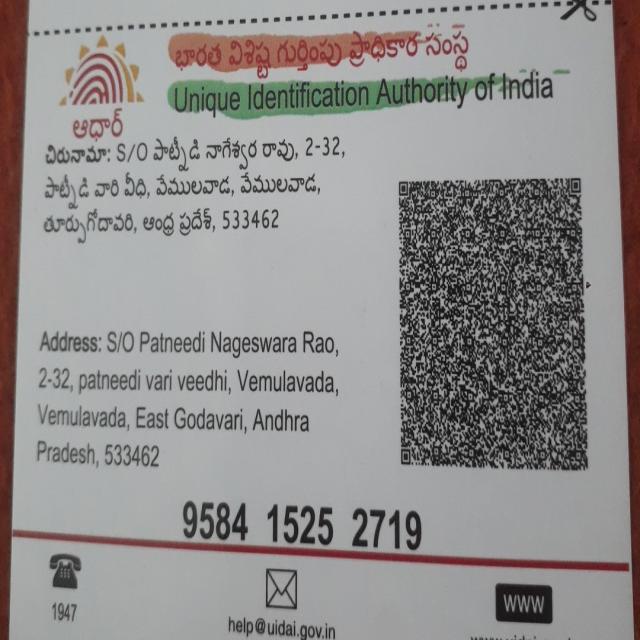 భారత విశిష్ట గుర్తింపు ప్రాధికార సంస్థ
Unique Identification Authority of India
ఆధార్
చిరునామా: S/O పాట్నీడి నాగేశ్వర రావు, 2-32,
పాట్నీడి వారి వీధి, వేములవాడ, వేములవాడ,
తూర్పుగోదావరి, ఆంధ్ర ప్రదేశ్, 533462
Address: S/O Patneedi Nageswara Rao,
2-32, patneedi vari veedhi, Vemulavada,
Vemulavada, East Godavari, Andhra
Pradesh, 533462
9584 1525 2719
WWW
1947
help@uidai.gov.in